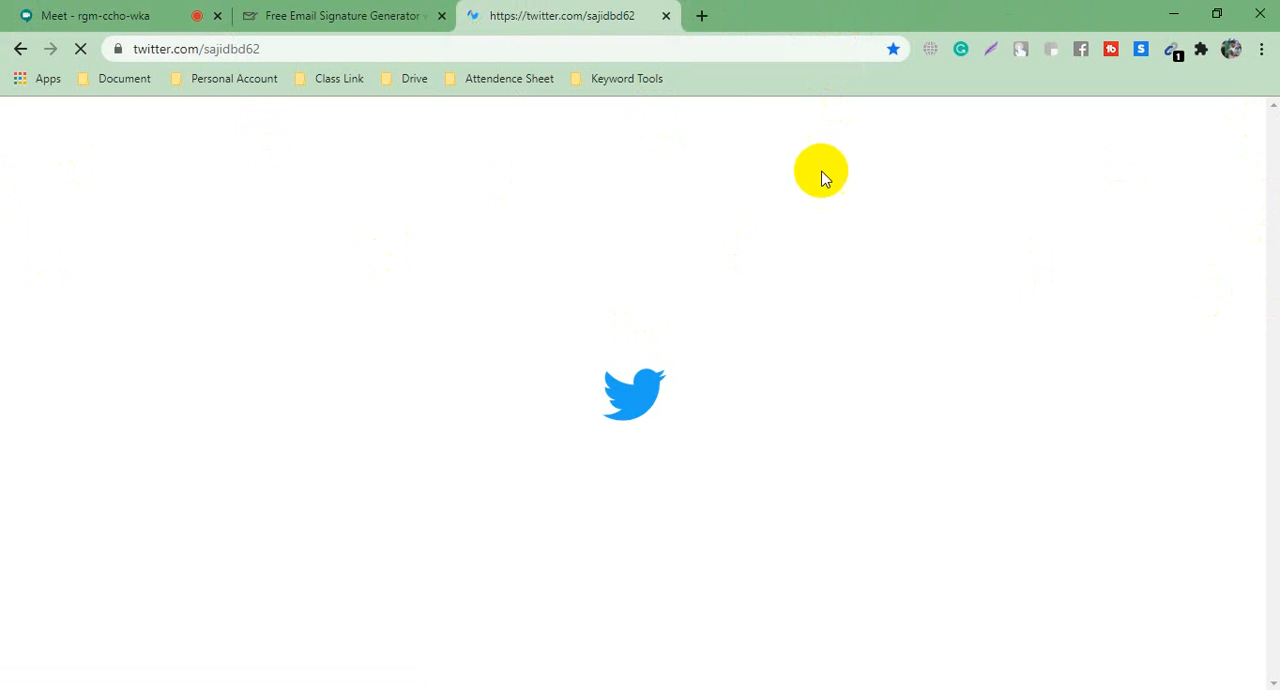 Meet - rgm-ccho-wka
Free Email Signature Generator
https://twitter.com/sajidbd62
twitter.com/sajidbd62
1
Apps Document Personal Account Class Link Drive Attendence Sheet Keyword Tools